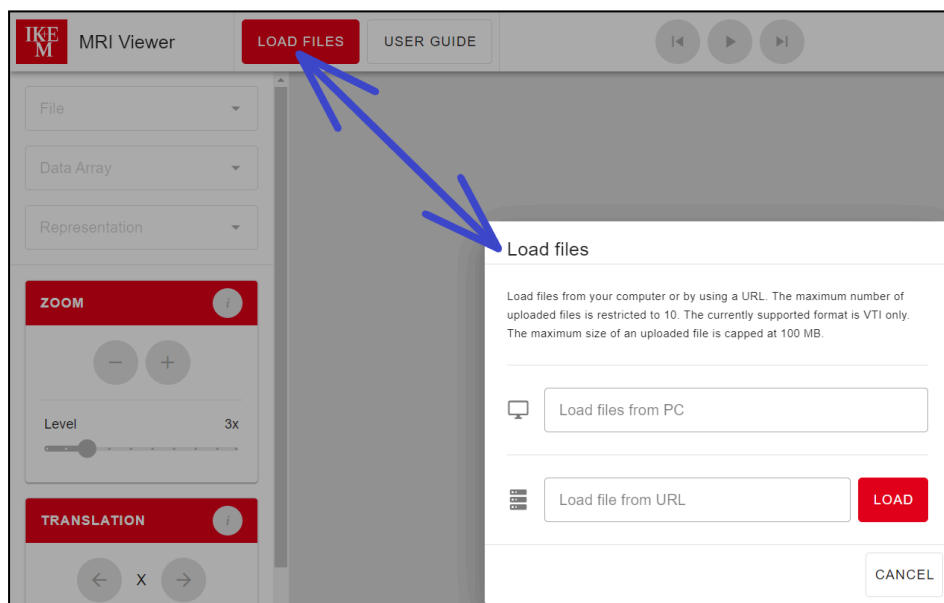 IK+E
M
MRI Viewer
LOAD FILES
USER GUIDE
File
Data Array
Representation
ZOOM
i
Level
3x
TRANSLATION
i
X
Load files
Load files from your computer or by using a URL. The maximum number of
uploaded files is restricted to 10. The currently supported format is VTI only.
The maximum size of an uploaded file is capped at 100 MB.
Load files from PC
Load file from URL
LOAD
CANCEL